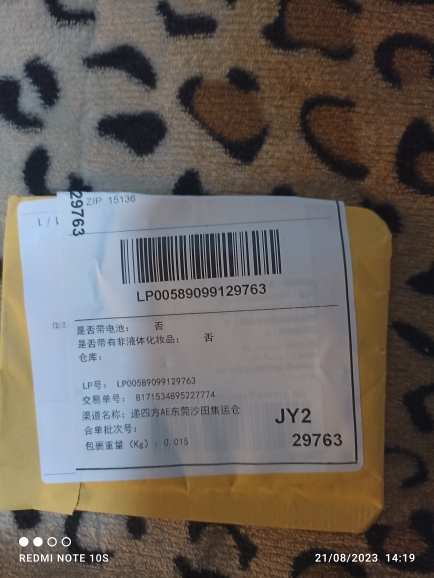 ZIP 15136
29763
1 / 1
LP00589099129763
是否带电池： 否
是否带有非液体化妆品： 否
仓库：
LP号： LP00589099129763
交易单号： 8171534895227774
渠道名称：递四方AE东莞沙田集运仓
合单批次号：
包裹重量（Kg）：0.015
JY2
29763
REDMI NOTE 10S
21/08/2023 14:19